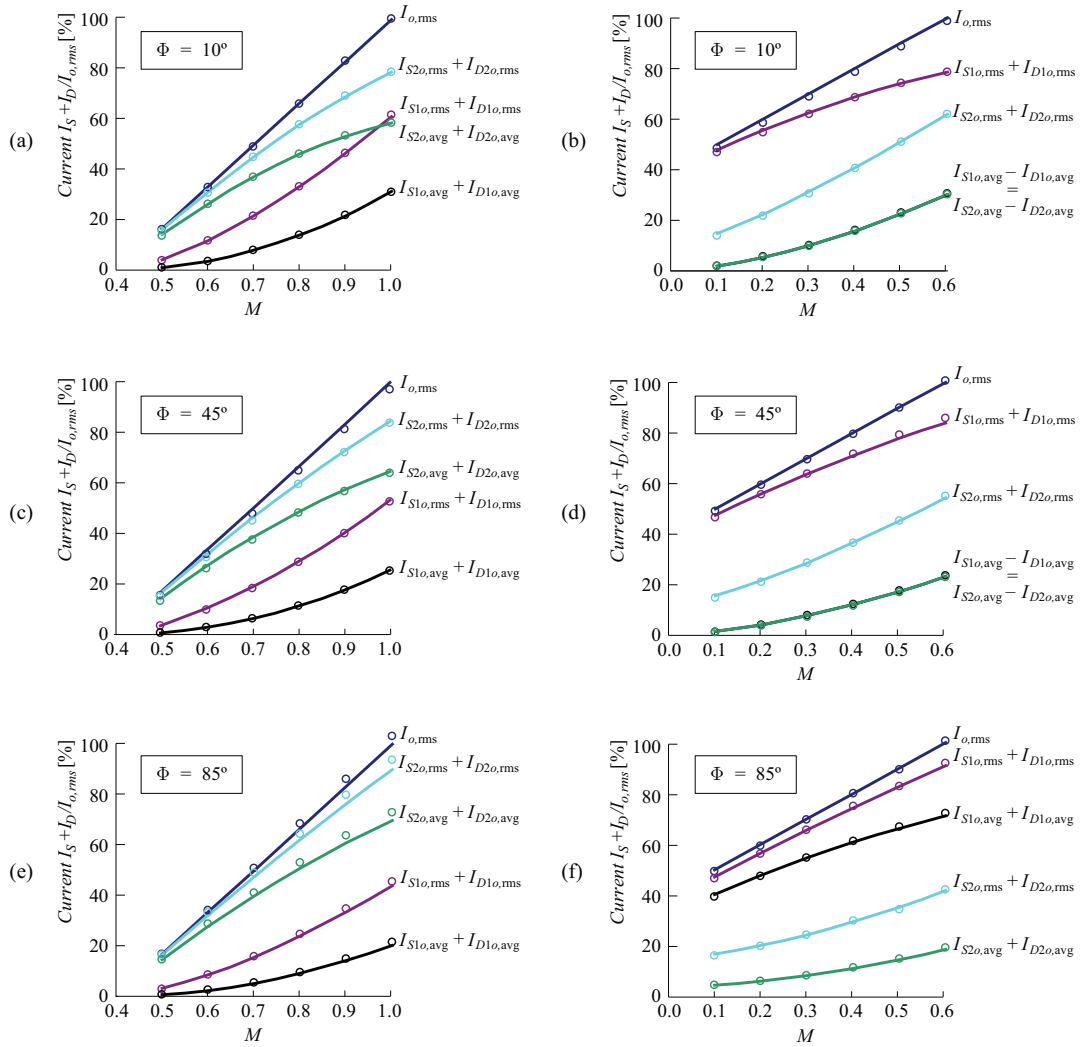 (a)
Current I_S+I_D/I_o,rms [%]
100
80
60
40
20
0
Φ = 10º
I_o,rms
I_S2o,rms + I_D2o,rms
I_S1o,rms + I_D1o,rms
I_S2o,avg + I_D2o,avg
I_S1o,avg + I_D1o,avg
0.4 0.5 0.6 0.7 0.8 0.9 1.0
M
(b)
Current I_S+I_D/I_o,rms [%]
100
80
60
40
20
0
Φ = 10º
I_o,rms
I_S1o,rms + I_D1o,rms
I_S2o,rms + I_D2o,rms
I_S1o,avg – I_D1o,avg
=
I_S2o,avg – I_D2o,avg
0.0 0.1 0.2 0.3 0.4 0.5 0.6
M
(c)
Current I_S+I_D/I_o,rms [%]
100
80
60
40
20
0
Φ = 45º
I_o,rms
I_S2o,rms + I_D2o,rms
I_S2o,avg + I_D2o,avg
I_S1o,rms + I_D1o,rms
I_S1o,avg + I_D1o,avg
0.4 0.5 0.6 0.7 0.8 0.9 1.0
M
(d)
Current I_S+I_D/I_o,rms [%]
100
80
60
40
20
0
Φ = 45º
I_o,rms
I_S1o,rms + I_D1o,rms
I_S2o,rms + I_D2o,rms
I_S1o,avg – I_D1o,avg
=
I_S2o,avg – I_D2o,avg
0.0 0.1 0.2 0.3 0.4 0.5 0.6
M
(e)
Current I_S+I_D/I_o,rms [%]
100
80
60
40
20
0
Φ = 85º
I_o,rms
I_S2o,rms + I_D2o,rms
I_S2o,avg + I_D2o,avg
I_S1o,rms + I_D1o,rms
I_S1o,avg + I_D1o,avg
0.4 0.5 0.6 0.7 0.8 0.9 1.0
M
(f)
Current I_S+I_D/I_o,rms [%]
100
80
60
40
20
0
Φ = 85º
I_o,rms
I_S1o,rms + I_D1o,rms
I_S1o,avg + I_D1o,avg
I_S2o,rms + I_D2o,rms
I_S2o,avg + I_D2o,avg
0.0 0.1 0.2 0.3 0.4 0.5 0.6
M